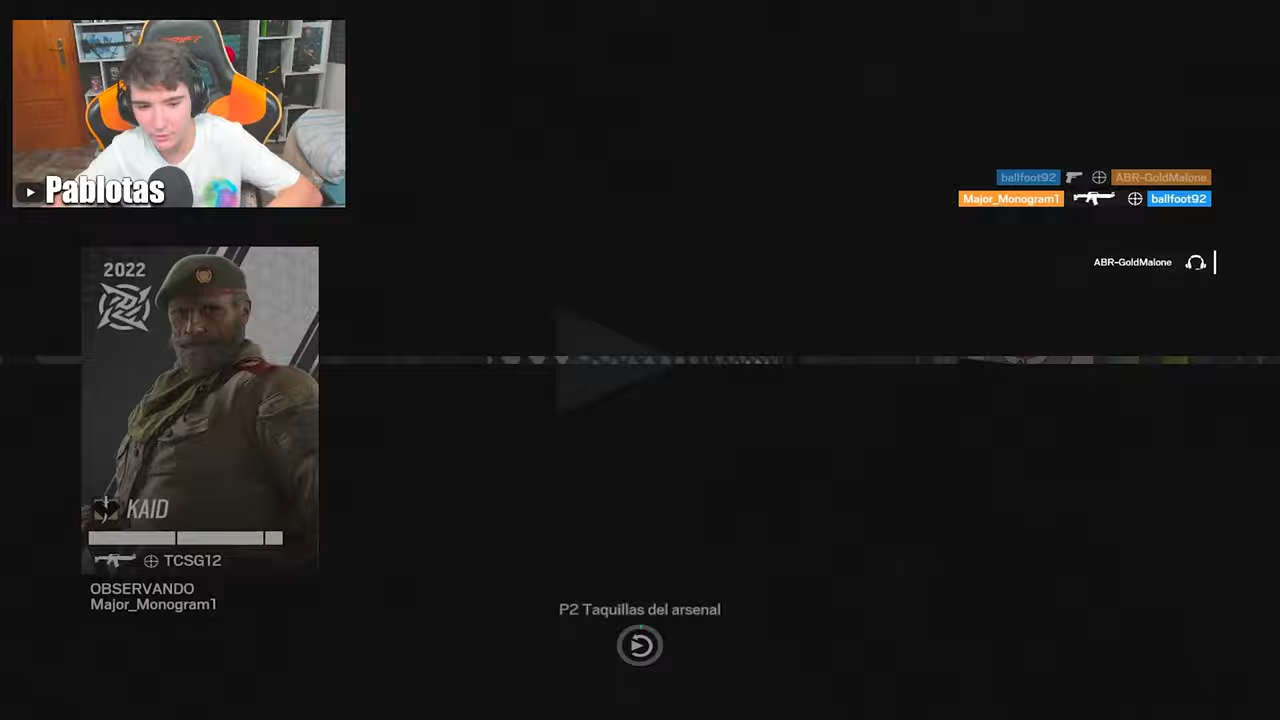 Pablotas
ballfoot92 ABR-GoldMalone
Major_Monogram1 ballfoot92
ABR-GoldMalone
2022
KAID
TCSG12
OBSERVANDO
Major_Monogram1
P2 Taquillas del arsenal